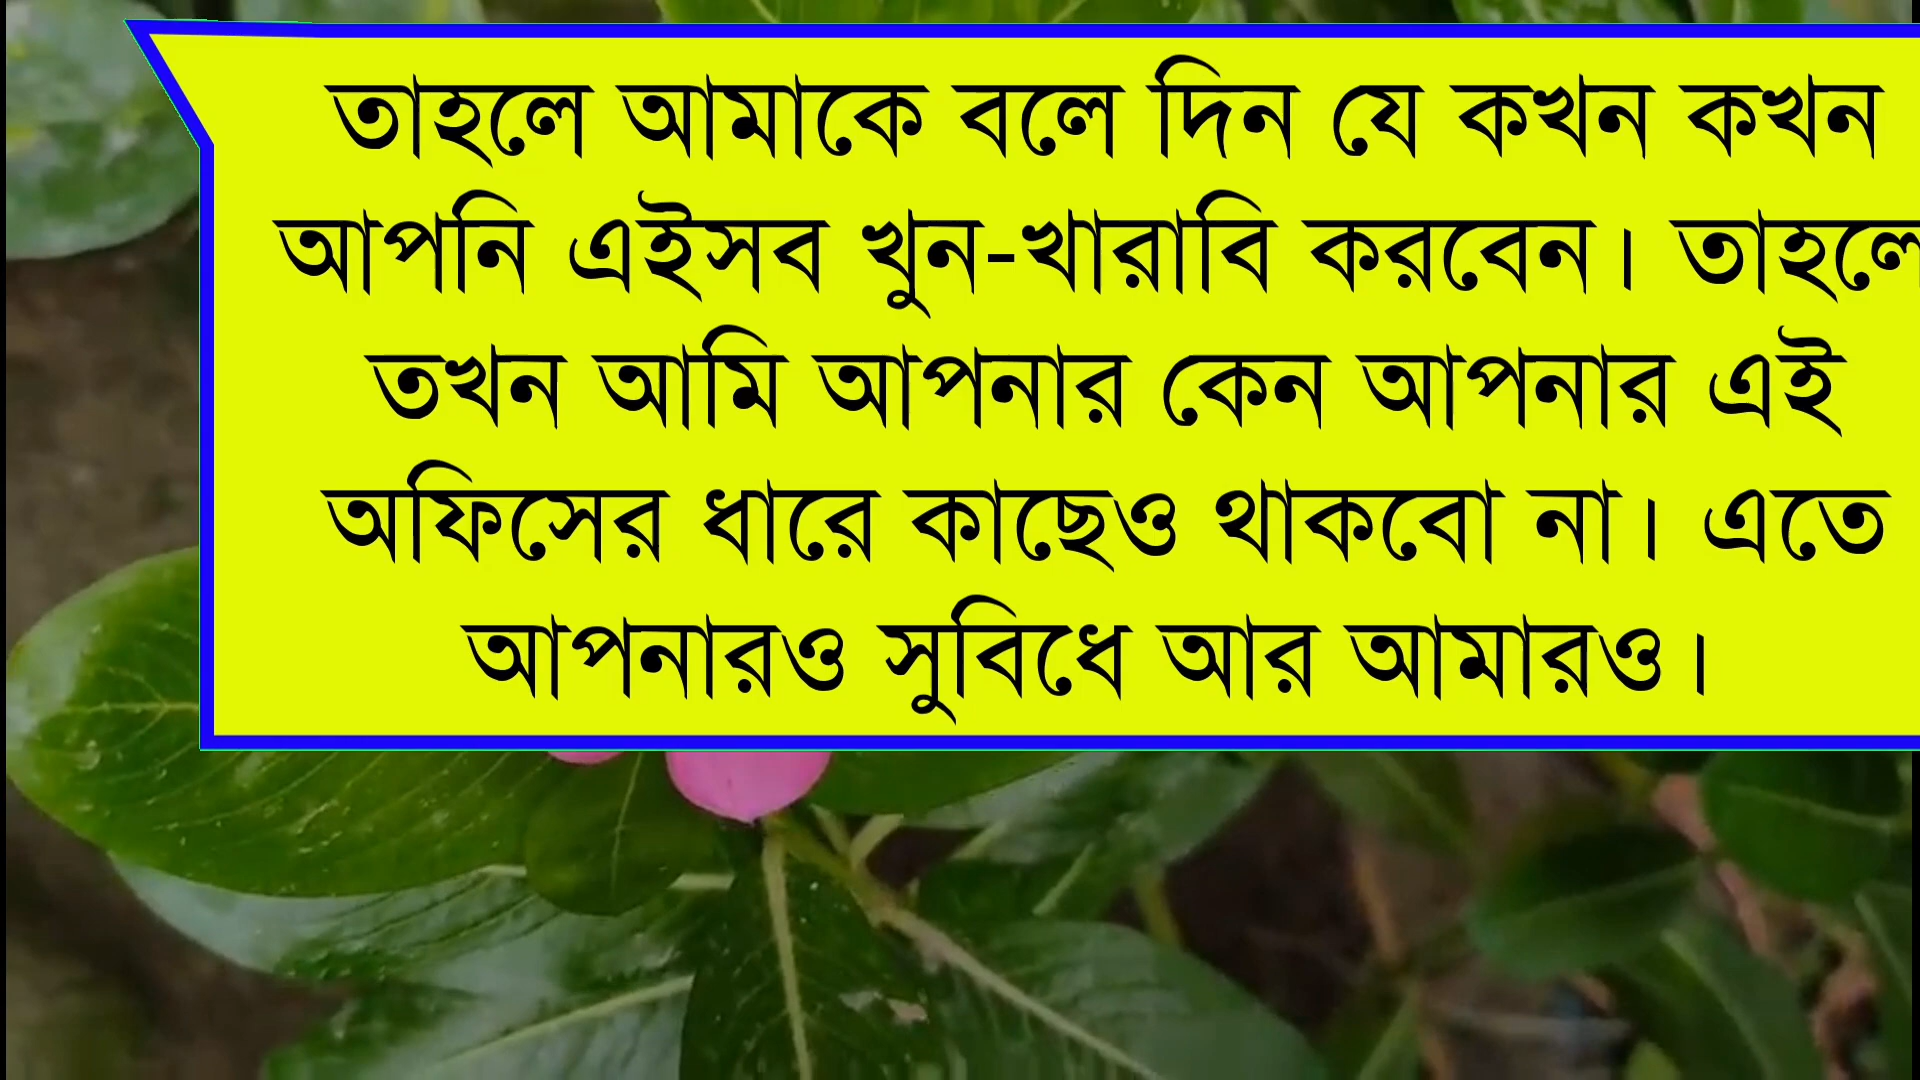 তাহলে আমাকে বলে দিন যে কখন কখন
আপনি এইসব খুন-খারাবি করবেন। তাহলে
তখন আমি আপনার কেন আপনার এই
অফিসের ধারে কাছেও থাকবো না। এতে
আপনারও সুবিধে আর আমারও।